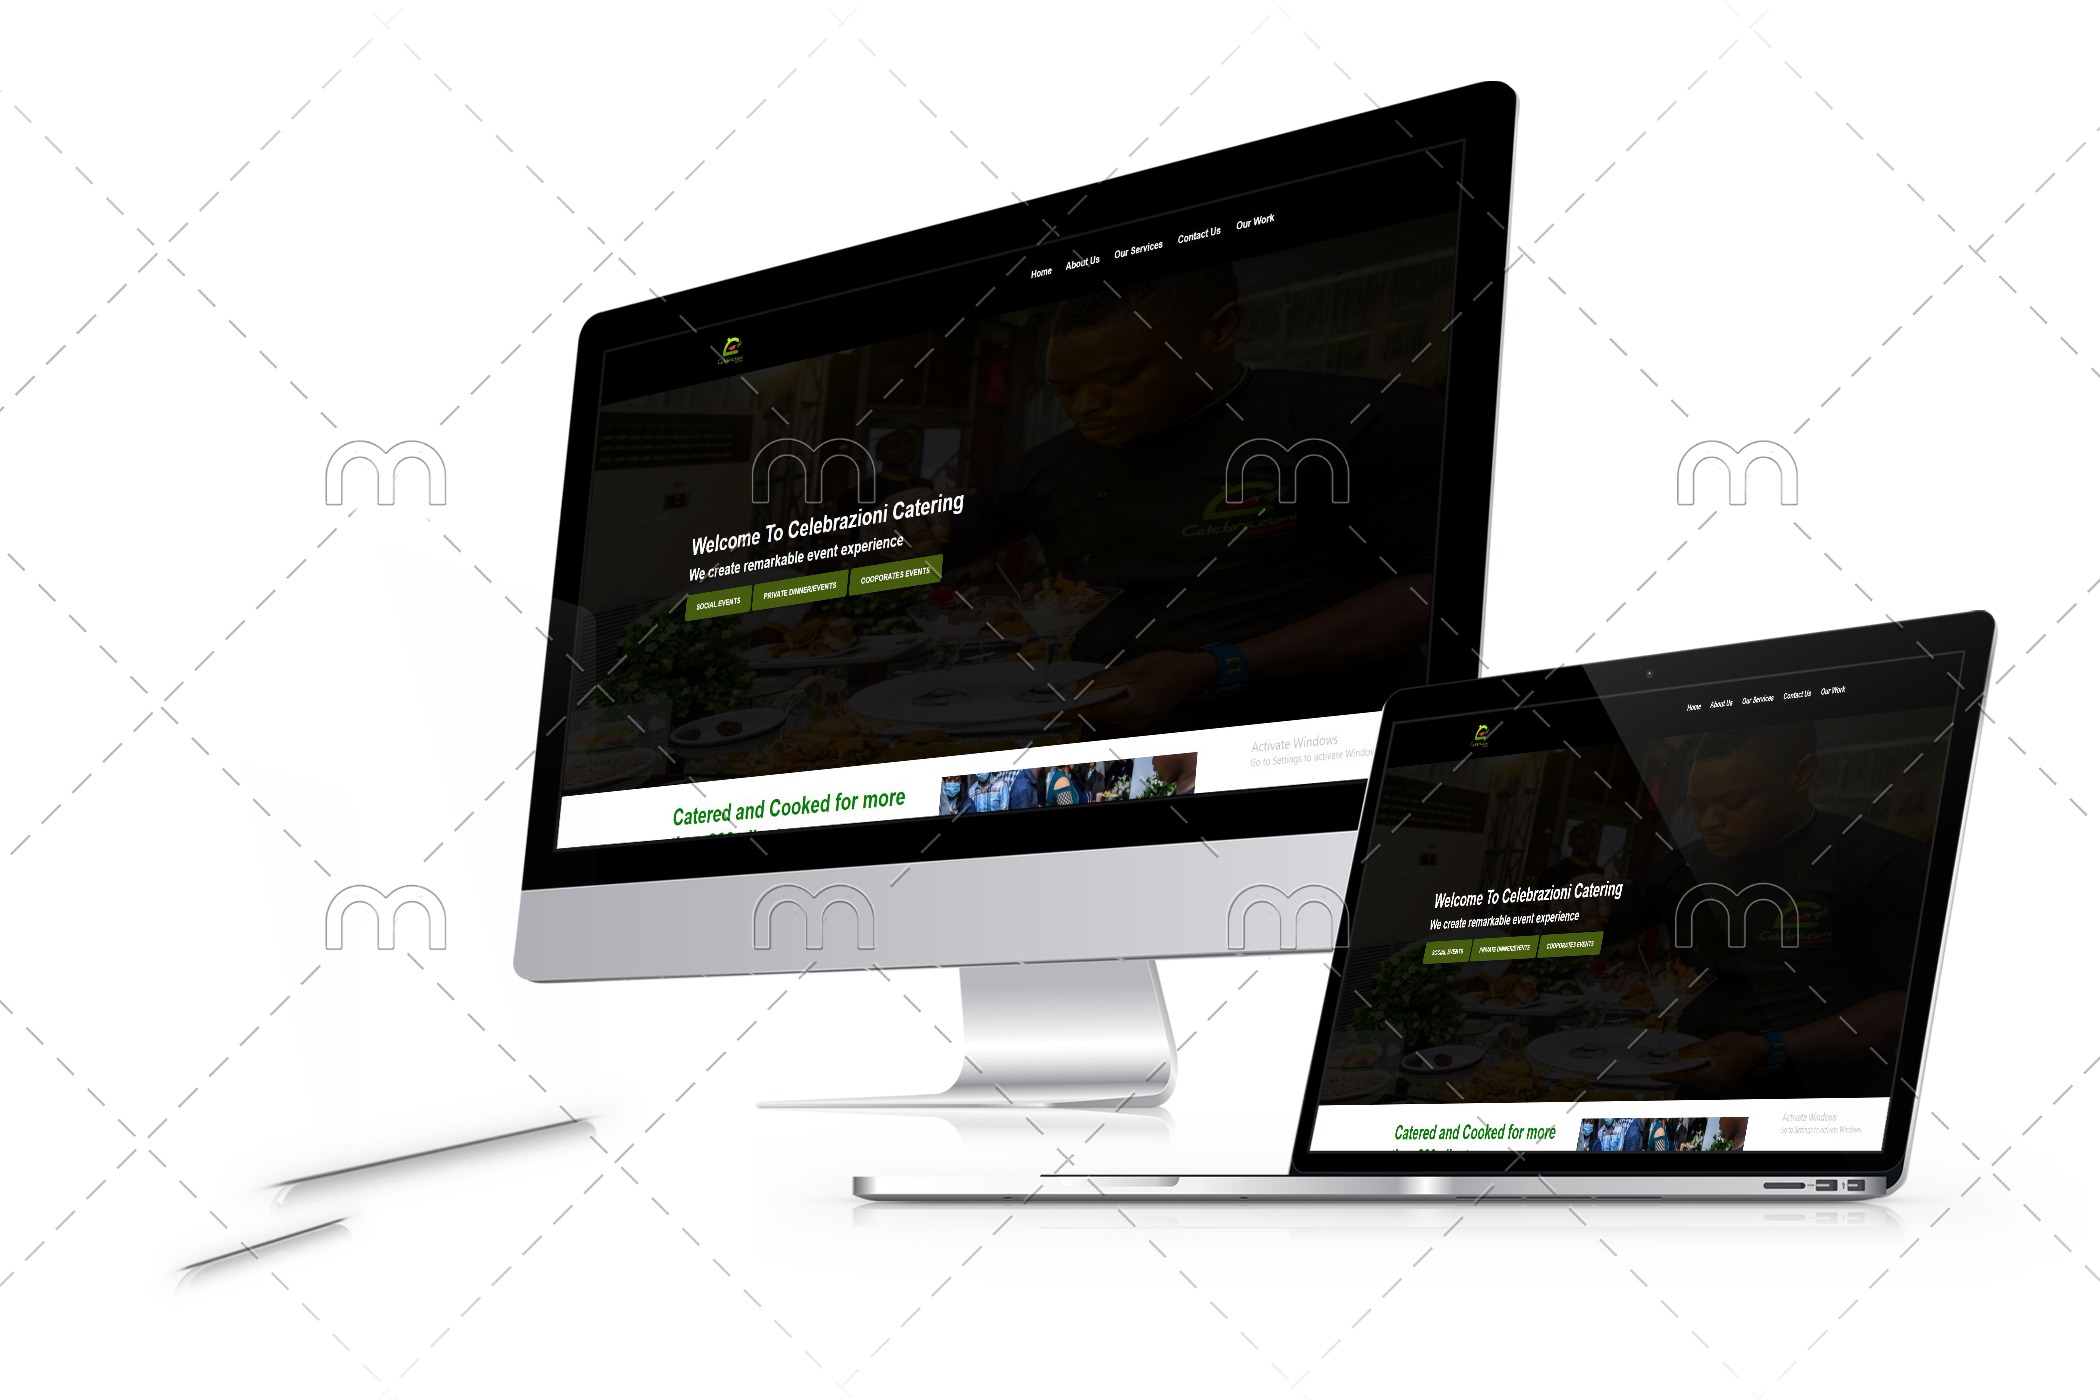 Home About Us Our Services Contact Us Our Work
Celebrazioni
Welcome To Celebrazioni Catering
We create remarkable event experience
SOCIAL EVENTS PRIVATE DINNER/EVENTS COOPORATES EVENTS
Activate Windows
Go to Settings to activate
Catered and Cooked for more
Home About Us Our Services Contact Us Our Work
Celebrazioni
Welcome To Celebrazioni Catering
We create remarkable event experience
SOCIAL EVENTS PRIVATE DINNER/EVENTS COOPORATES EVENTS
Activate Windows
Go to Settings to activate Windows.
Catered and Cooked for more